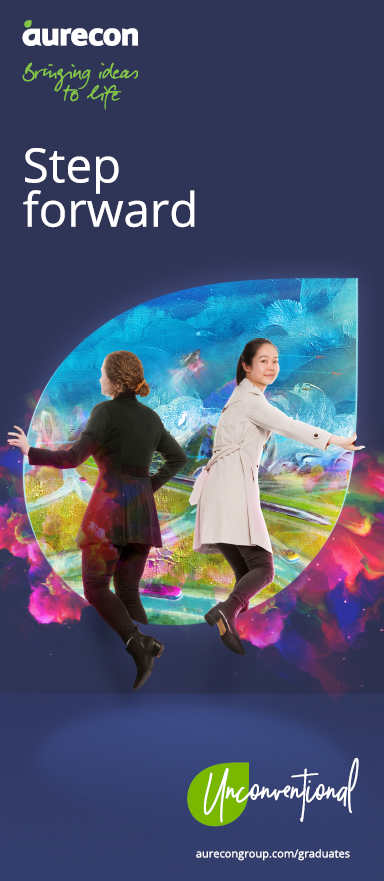 aurecon
Bringing ideas
to life
Step
forward
Unconventional
aurecongroup.com/graduates